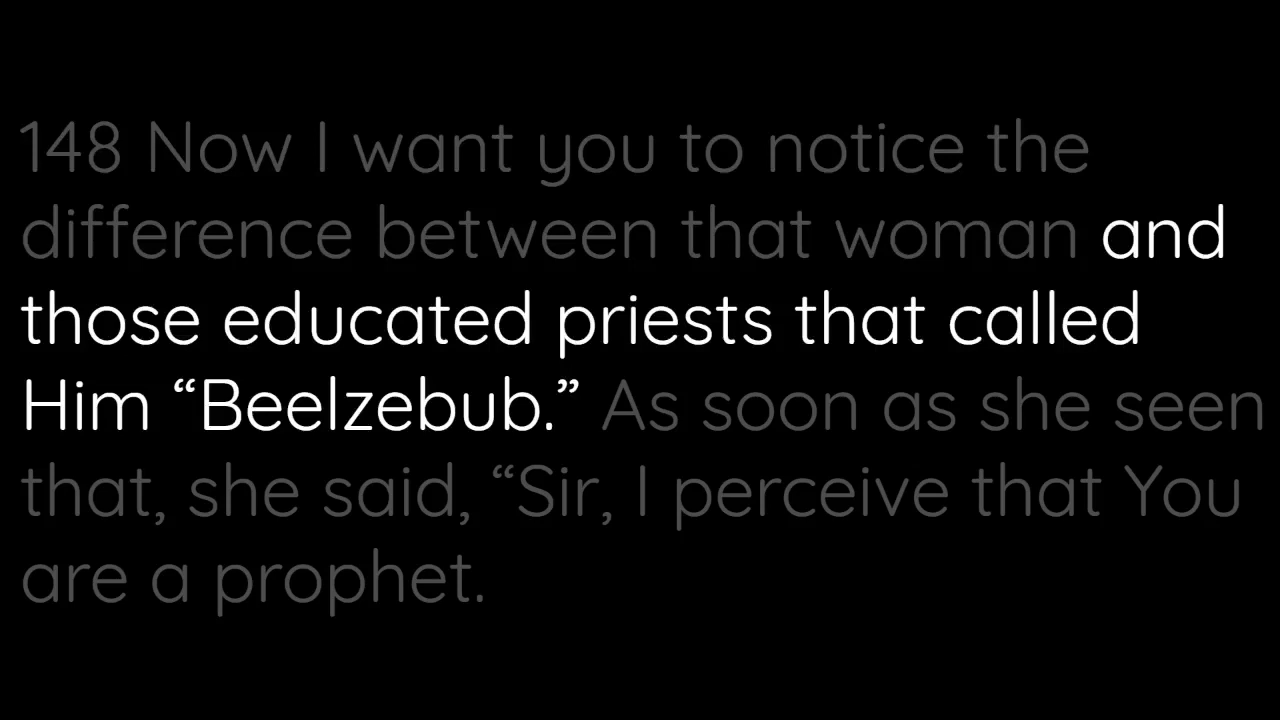 148 Now I want you to notice the
difference between that woman and
those educated priests that called
Him “Beelzebub.” As soon as she seen
that, she said, “Sir, I perceive that You
are a prophet.